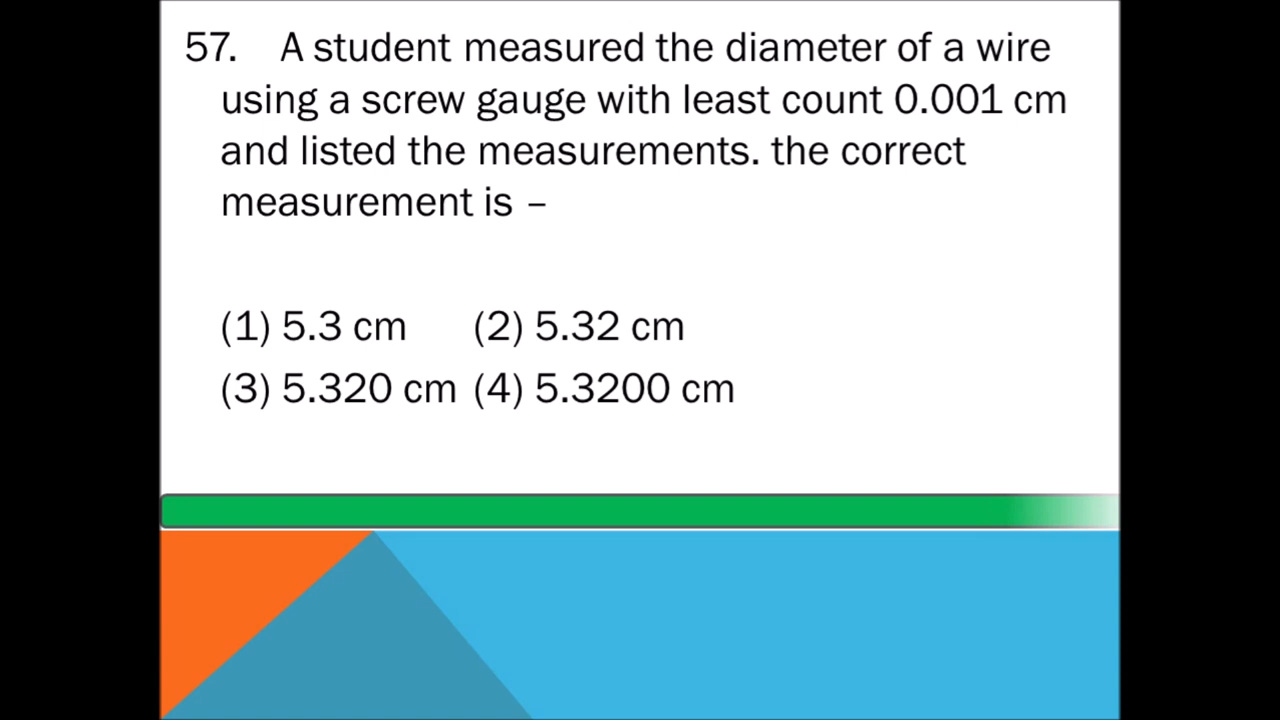 57. A student measured the diameter of a wire
using a screw gauge with least count 0.001 cm
and listed the measurements. the correct
measurement is –
(1) 5.3 cm (2) 5.32 cm
(3) 5.320 cm (4) 5.3200 cm